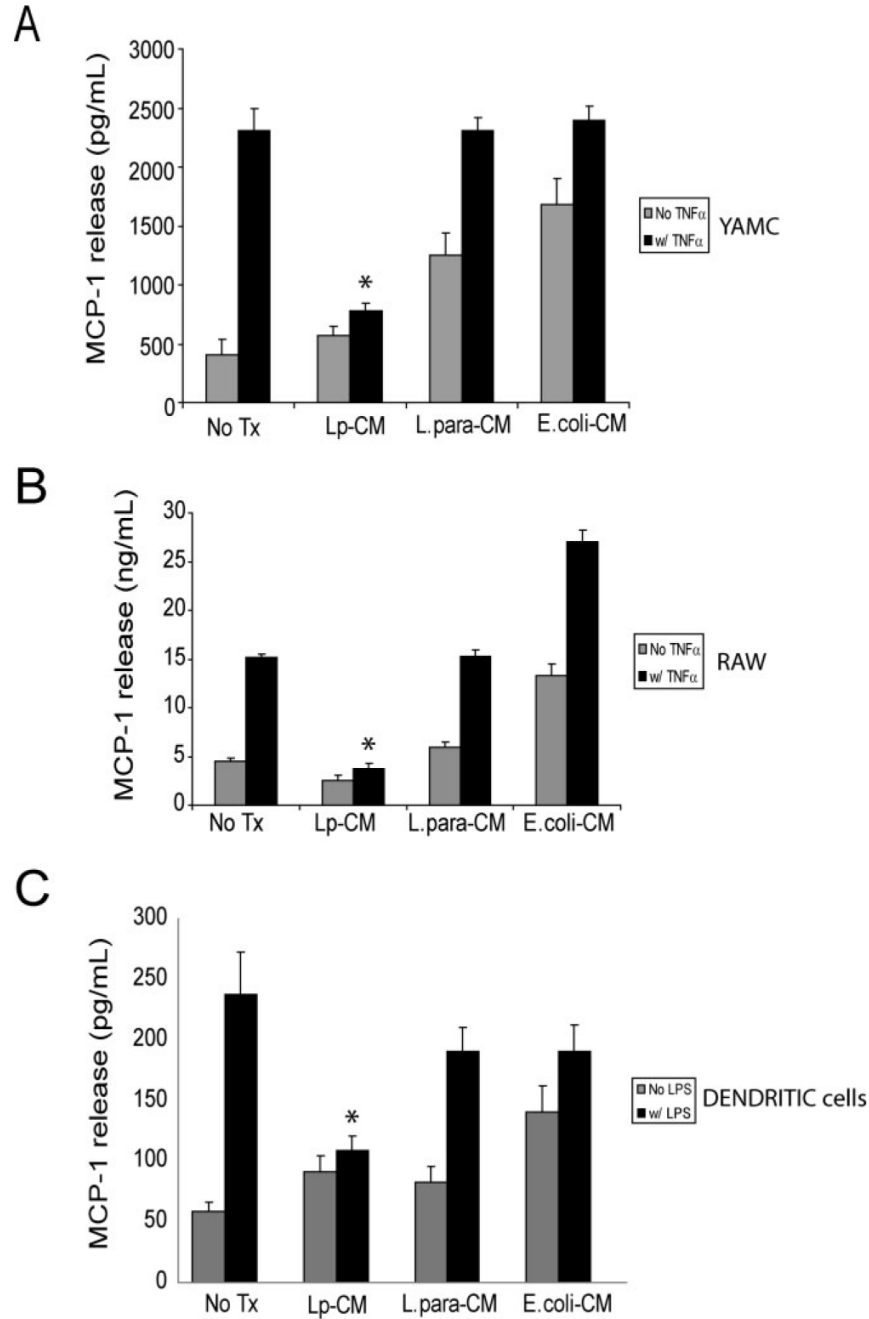 A
MCP-1 release (pg/mL)
3000
2500
2000
1500
1000
500
0
*
No Tx
Lp-CM
L.para-CM
E.coli-CM
No TNFα
w/ TNFα
YAMC
B
MCP-1 release (ng/mL)
30
25
20
15
10
5
0
*
No Tx
Lp-CM
L.para-CM
E.coli-CM
No TNFα
w/ TNFα
RAW
C
MCP-1 release (pg/mL)
300
250
200
150
100
50
0
*
No Tx
Lp-CM
L.para-CM
E.coli-CM
No LPS
w/ LPS
DENDRITIC cells